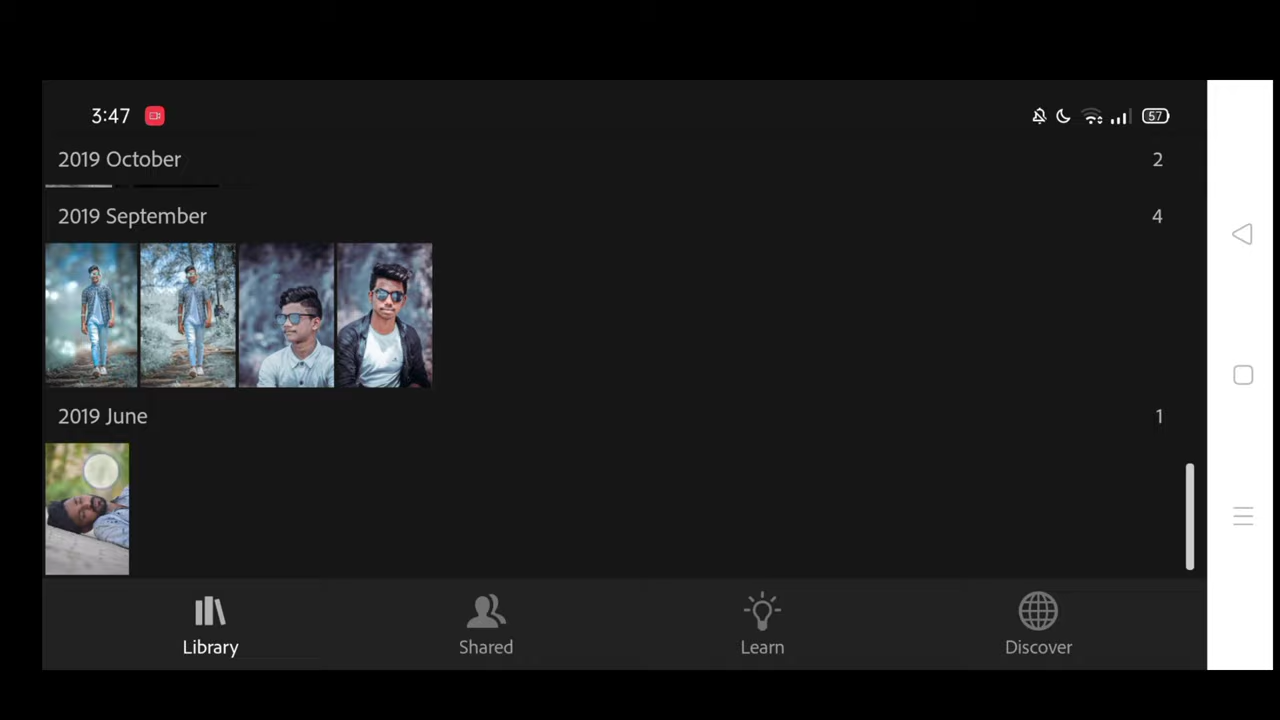 3:47
57
2019 October 2
2019 September 4
2019 June 1
Library Shared Learn Discover